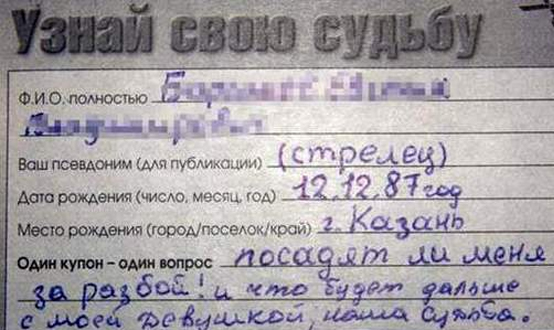 Узнай свою судьбу
Ф.И.О. полностью
Ваш псевдоним (для публикации) (стрелец)
Дата рождения (число, месяц, год) 12.12.87 год
Место рождения (город/поселок/край) г. Казань
Один купон – один вопрос посадят ли меня
за разбой! и что будет дальше
с моей девушкой, наша судьба.